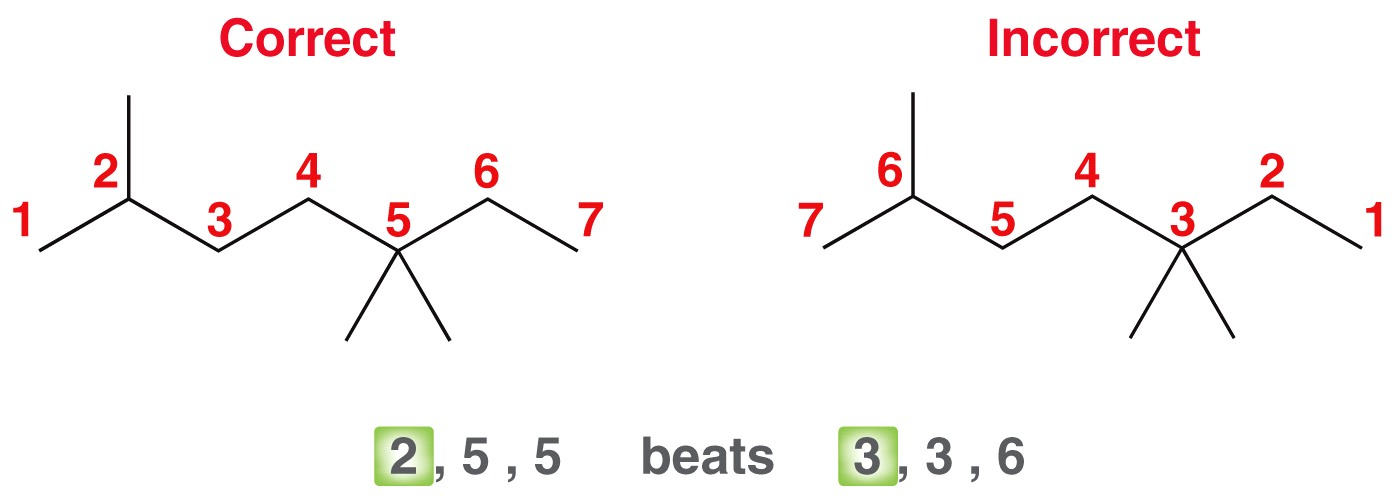 Correct
Incorrect
1 2 3 4 5 6 7
7 6 5 4 3 2 1
2 , 5 , 5 beats 3 , 3 , 6